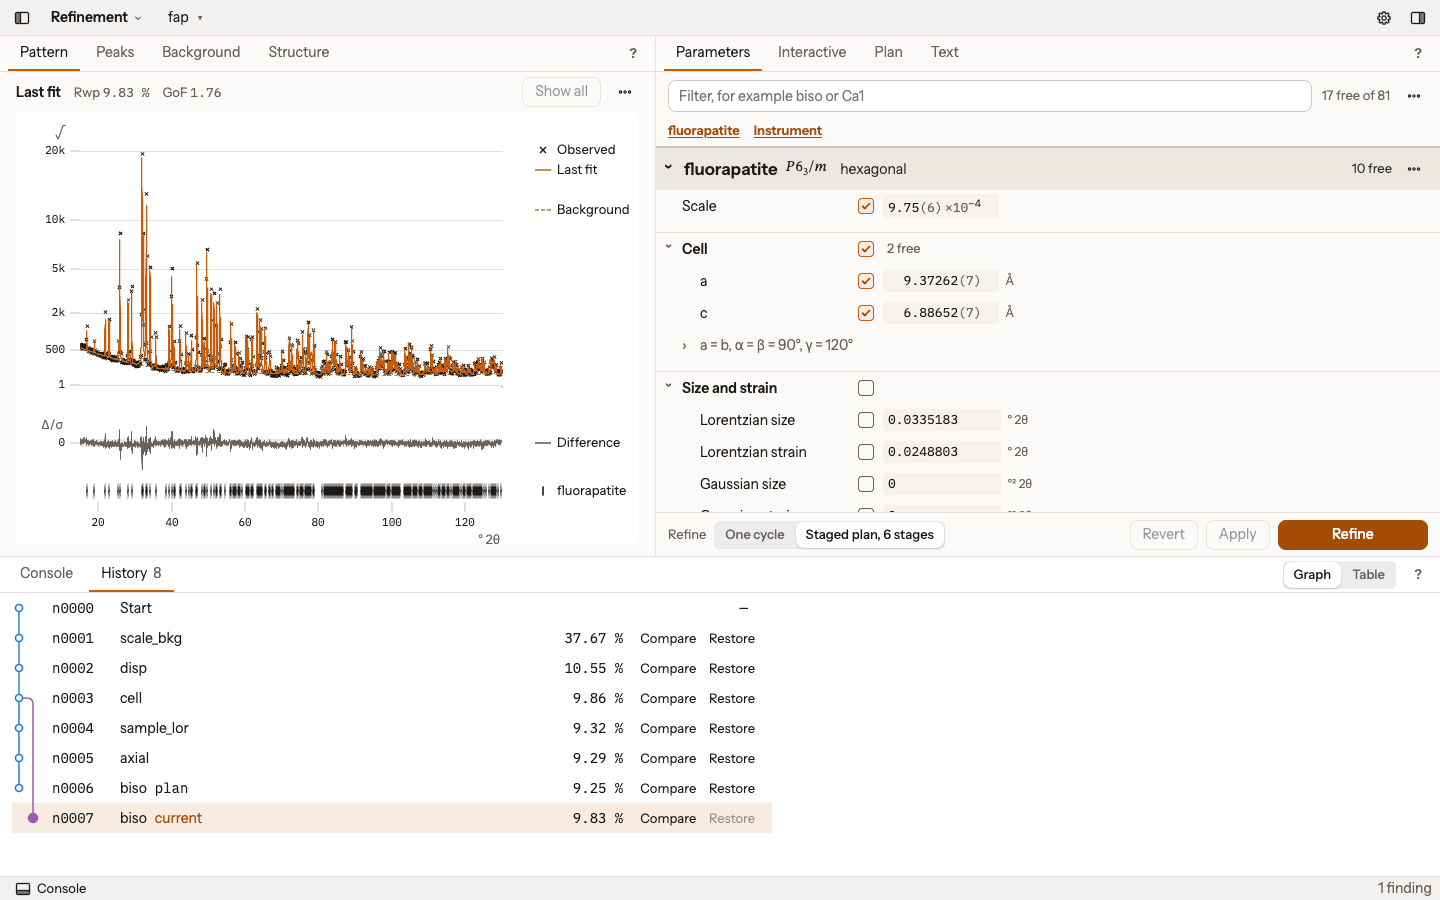 Refinement fap
Pattern Peaks Background Structure ?
Parameters Interactive Plan Text ?
Last fit Rwp 9.83 % GoF 1.76 Show all
Filter, for example biso or Ca1 17 free of 81
fluorapatite Instrument
√
20k
10k
5k
2k
500
1
Δ/σ
0
20 40 60 80 100 120
°2θ
Observed
Last fit
Background
Difference
fluorapatite
fluorapatite P6₃/m hexagonal 10 free
Scale 9.75(6) ×10⁻⁴
Cell 2 free
a 9.37262(7) Å
c 6.88652(7) Å
a = b, α = β = 90°, γ = 120°
Size and strain
Lorentzian size 0.0335183 °2θ
Lorentzian strain 0.0248803 °2θ
Gaussian size 0 °² 2θ
Refine One cycle Staged plan, 6 stages Revert Apply Refine
Console History 8 Graph Table ?
n0000 Start –
n0001 scale_bkg 37.67 % Compare Restore
n0002 disp 10.55 % Compare Restore
n0003 cell 9.86 % Compare Restore
n0004 sample_lor 9.32 % Compare Restore
n0005 axial 9.29 % Compare Restore
n0006 biso plan 9.25 % Compare Restore
n0007 biso current 9.83 % Compare Restore
Console 1 finding